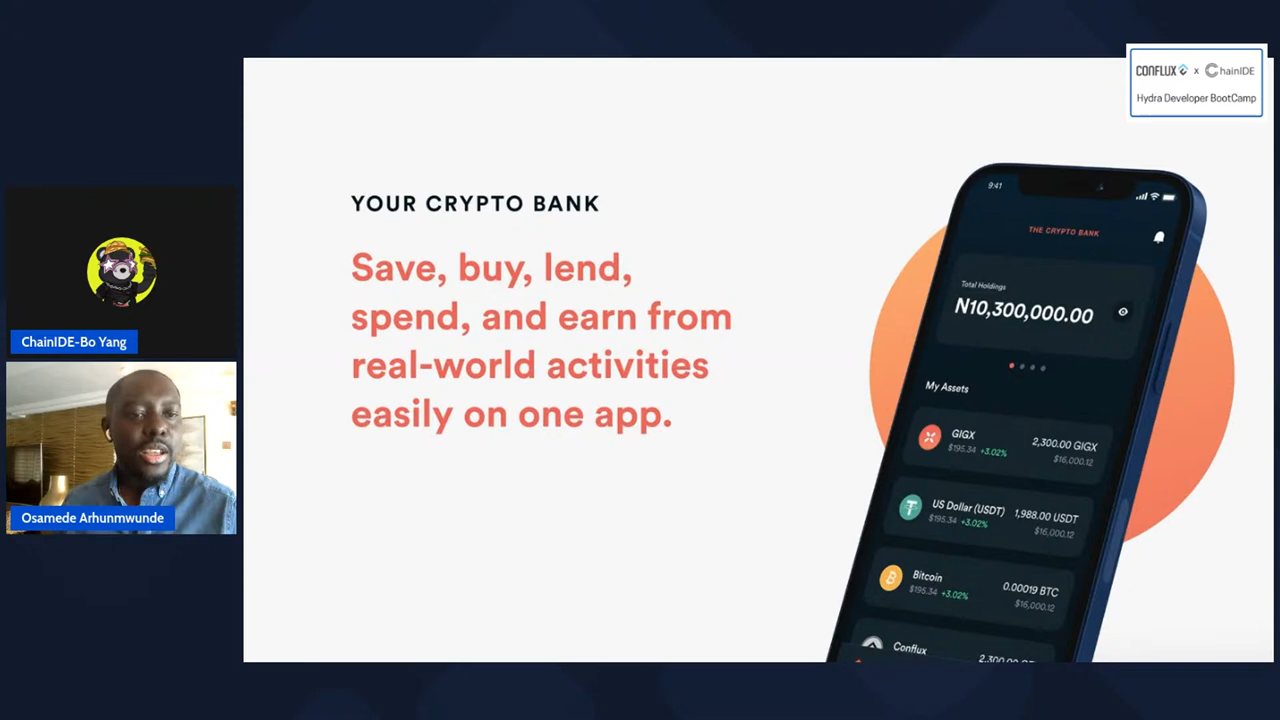 CONFLUX x ChainIDE
Hydra Developer BootCamp
YOUR CRYPTO BANK
Save, buy, lend,
spend, and earn from
real-world activities
easily on one app.
9:41
THE CRYPTO BANK
Total Holdings
N10,300,000.00
My Assets
GIGX 2,300.00 GIGX
$195.34 +3.02% $16,000.12
US Dollar (USDT) 1,988.00 USDT
$195.34 +3.02% $16,000.12
Bitcoin 0.00019 BTC
$195.34 +3.02% $16,000.12
Conflux
ChainIDE-Bo Yang
Osamede Arhunmwunde